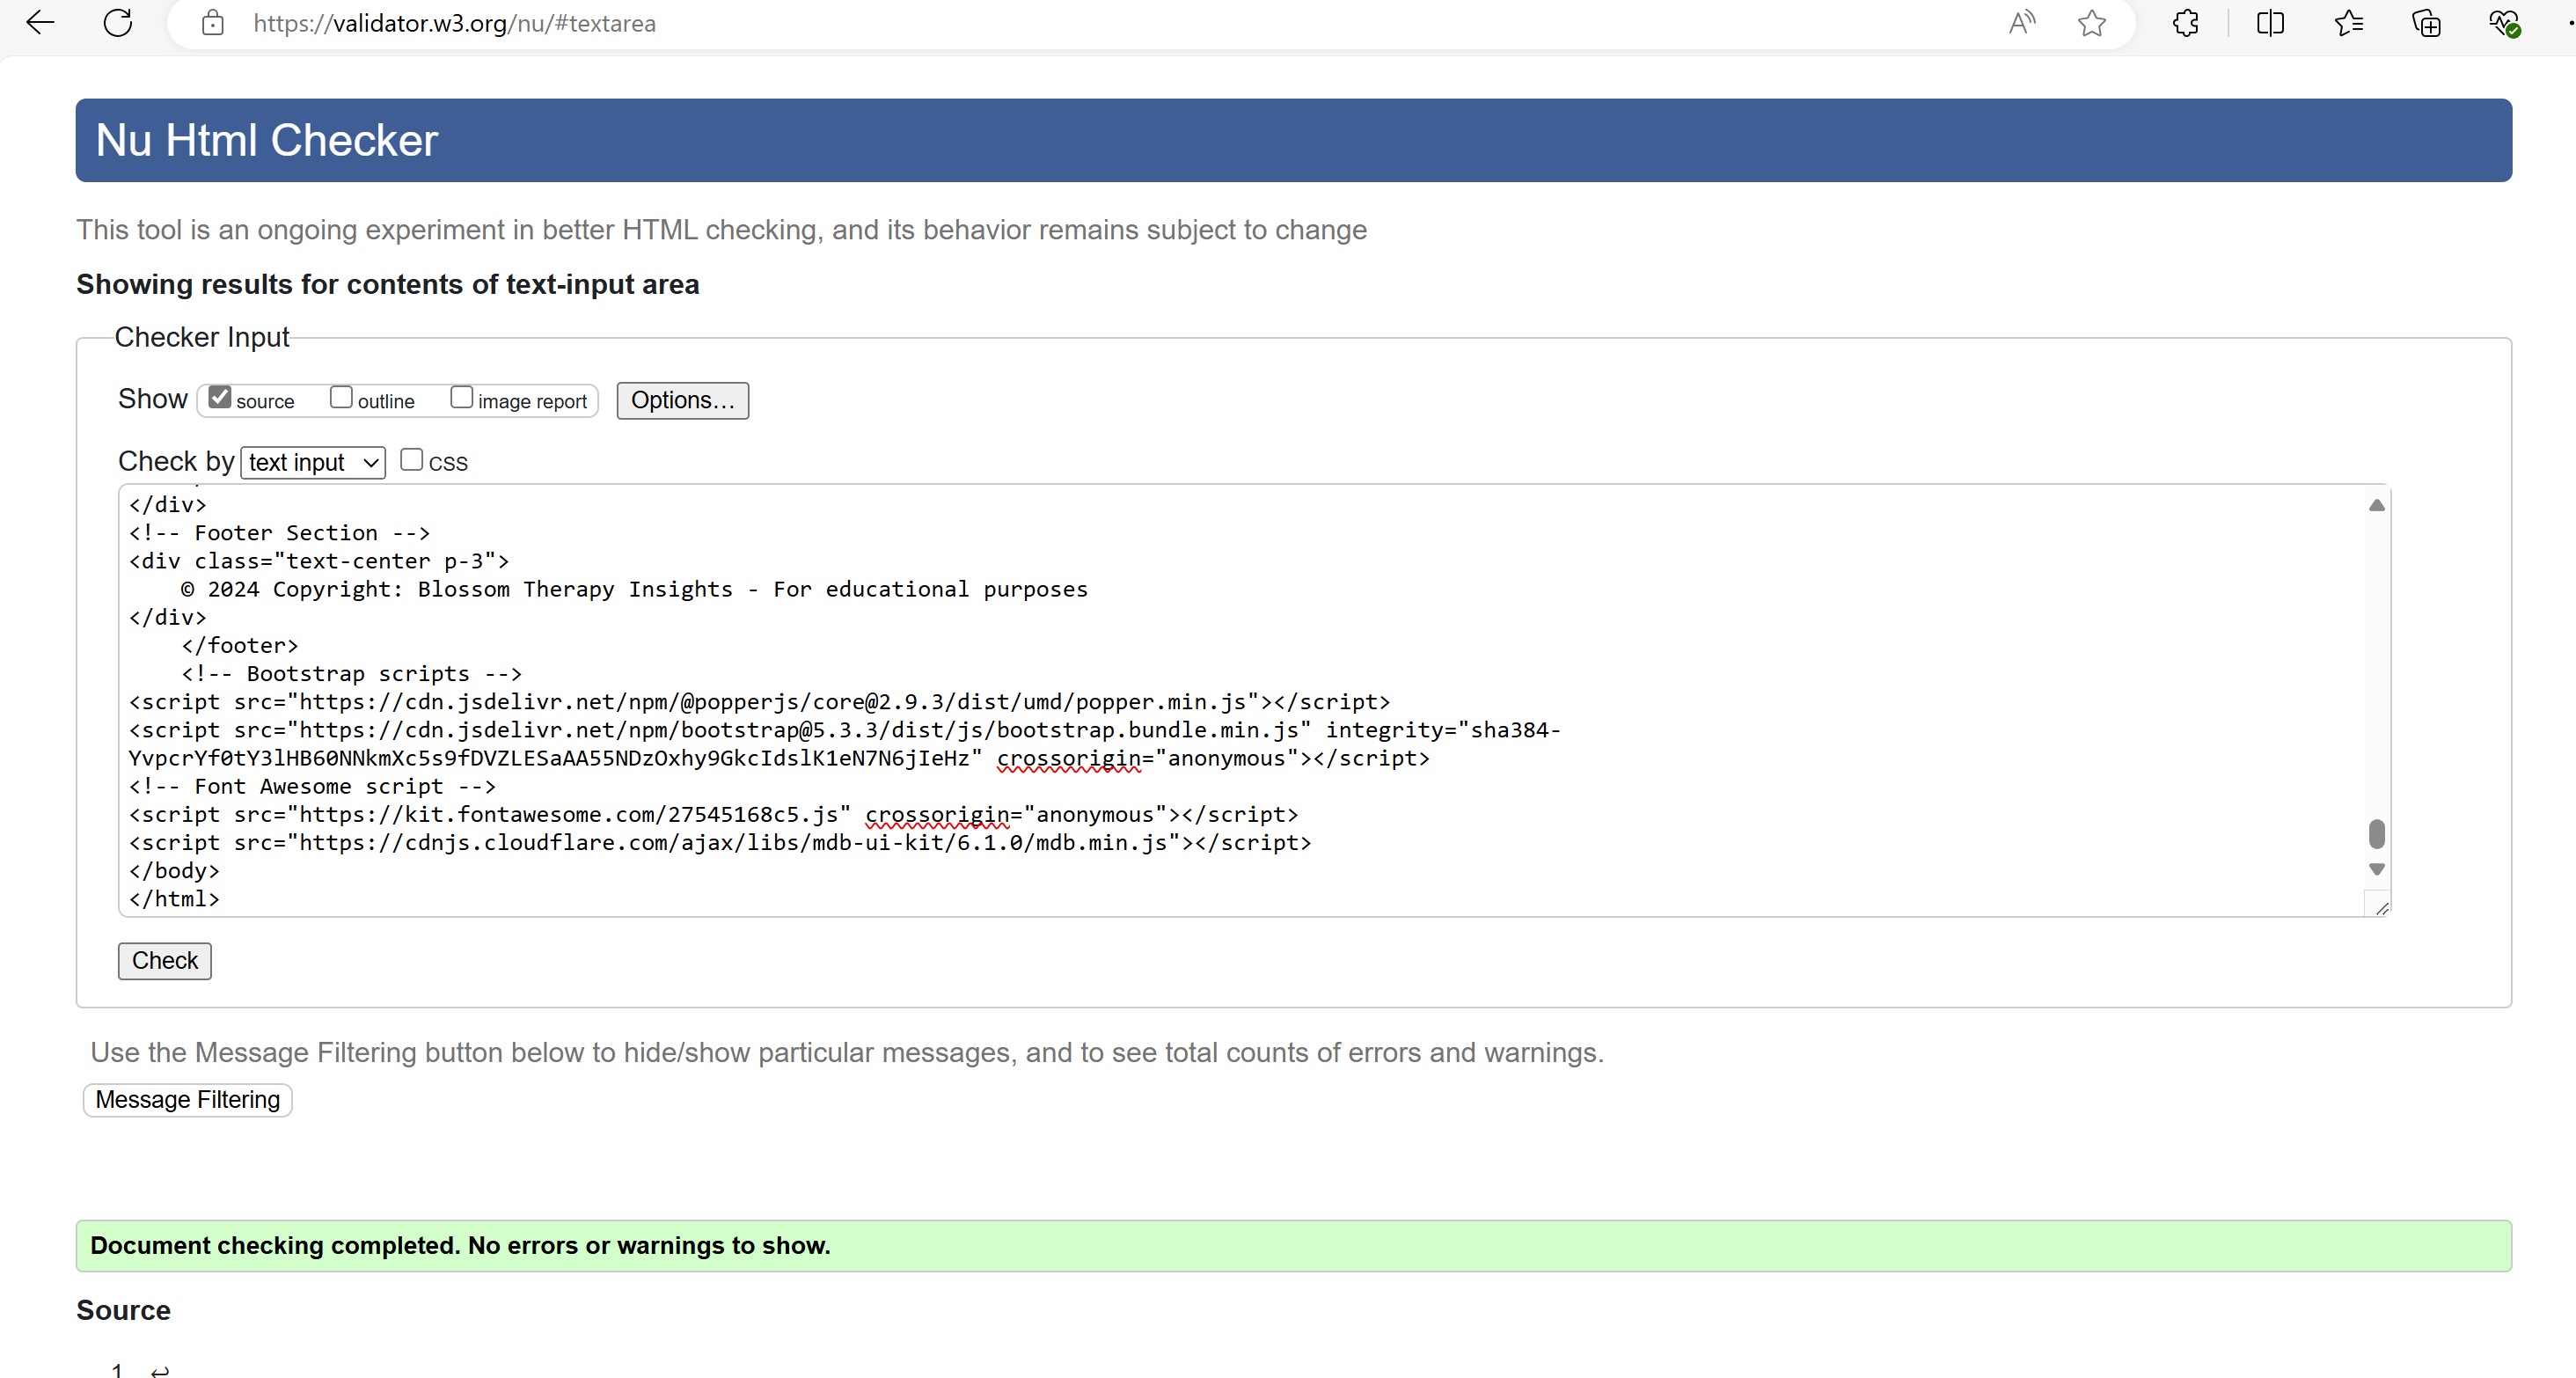 https://validator.w3.org/nu/#textarea
Nu Html Checker
This tool is an ongoing experiment in better HTML checking, and its behavior remains subject to change
Showing results for contents of text-input area
Checker Input
Show source outline image report Options...
Check by text input CSS
</div>
<!-- Footer Section -->
<div class="text-center p-3">
© 2024 Copyright: Blossom Therapy Insights - For educational purposes
</div>
</footer>
<!-- Bootstrap scripts -->
<script src="https://cdn.jsdelivr.net/npm/@popperjs/core@2.9.3/dist/umd/popper.min.js"></script>
<script src="https://cdn.jsdelivr.net/npm/bootstrap@5.3.3/dist/js/bootstrap.bundle.min.js" integrity="sha384-
YvpcrYf0tY3lHB60NNkmXc5s9fDVZLESaAA55NDzOxhy9GkcIdslK1eN7N6jIeHz" crossorigin="anonymous"></script>
<!-- Font Awesome script -->
<script src="https://kit.fontawesome.com/27545168c5.js" crossorigin="anonymous"></script>
<script src="https://cdnjs.cloudflare.com/ajax/libs/mdb-ui-kit/6.1.0/mdb.min.js"></script>
</body>
</html>
Check
Use the Message Filtering button below to hide/show particular messages, and to see total counts of errors and warnings.
Message Filtering
Document checking completed. No errors or warnings to show.
Source
1 ↩